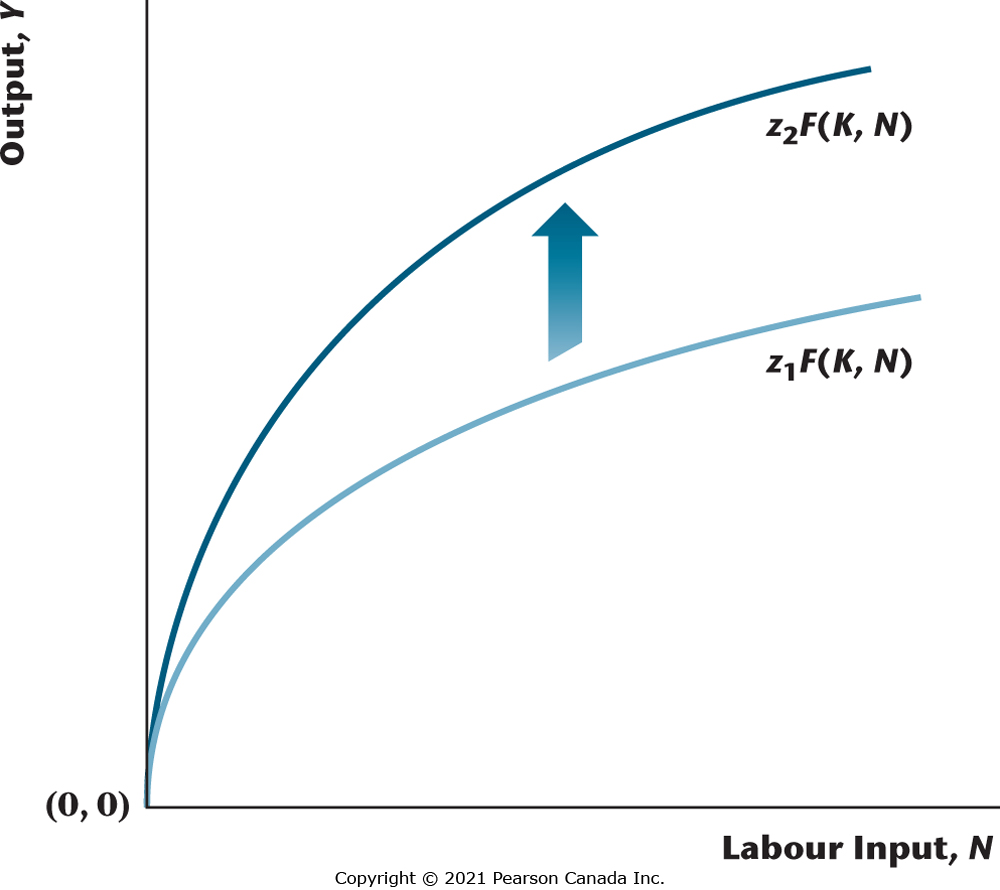 Output, Y
z₂F(K, N)
z₁F(K, N)
(0, 0)
Labour Input, N
Copyright © 2021 Pearson Canada Inc.